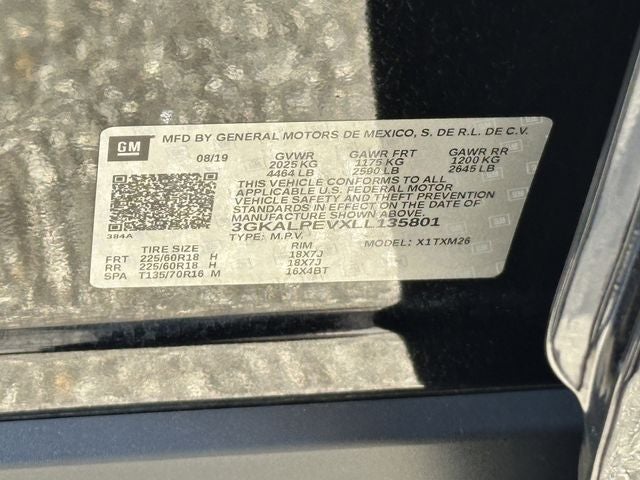 GM
MFD BY GENERAL MOTORS DE MEXICO, S. DE R.L. DE C.V.
08/19 GVWR GAWR FRT GAWR RR
2025 KG 1175 KG 1200 KG
4464 LB 2590 LB 2645 LB
THIS VEHICLE CONFORMS TO ALL
APPLICABLE U.S. FEDERAL MOTOR
VEHICLE SAFETY AND THEFT PREVENTION
STANDARDS IN EFFECT ON THE DATE OF
MANUFACTURE SHOWN ABOVE.
384A 3GKALPEVXLL135801
TYPE: M.P.V. MODEL: X1TXM26
TIRE SIZE RIM
FRT 225/60R18 H 18X7J
RR 225/60R18 H 18X7J
SPA T135/70R16 M 16X4BT